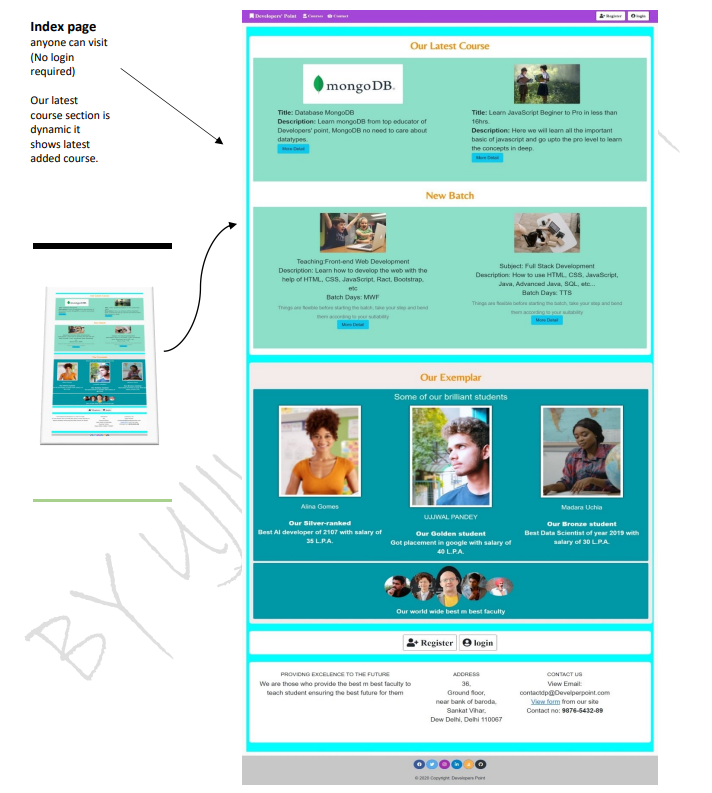 Index page
anyone can visit
(No login
required)
Our latest
course section is
dynamic it
shows latest
added course.
Developers' Point Courses Contact
Register login
Our Latest Course
mongoDB.
Title: Database MongoDB
Description: Learn mongoDB from top educator of
Developers' point. MongoDB no need to care about
datatypes.
More Detail
Title: Learn JavaScript Beginer to Pro in less than
16hrs.
Description: Here we will learn all the important
basic of javascript and go upto the pro level to learn
the concepts in deep.
More Detail
New Batch
Teaching:Front-end Web Development
Description: Learn how to develop the web with the
help of HTML, CSS, JavaScript, Ract, Bootstrap,
etc
Batch Days: MWF
Things are flexible before starting the batch, take your step and bend
them according to your suitability
More Detail
Subject: Full Stack Development
Description: How to use HTML, CSS, JavaScript,
Java, Advanced Java, SQL, etc...
Batch Days: TTS
Things are flexible before starting the batch, take your step and bend
them according to your suitability
More Detail
Our Exemplar
Some of our brilliant students
Alina Gomes
Our Silver-ranked
Best AI developer of 2107 with salary of
35 L.P.A.
UJJWAL PANDEY
Our Golden student
Got placement in google with salary of
40 L.P.A.
Madara Uchia
Our Bronze student
Best Data Scientist of year 2019 with
salary of 30 L.P.A.
Our world wide best m best faculty
Register login
PROVIDING EXCELENCE TO THE FUTURE
We are those who provide the best m best faculty to
teach student ensuring the best future for them
ADDRESS
36,
Ground floor,
near bank of baroda,
Sankat Vihar,
Dew Delhi, Delhi 110067
CONTACT US
View Email:
contactdp@Develperpoint.com
View form from our site
Contact no: 9876-5432-89
© 2020 Copyright: Developers Point
BY UJJ